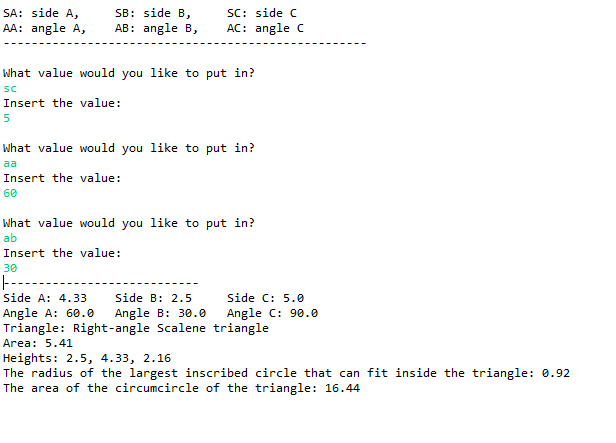 SA: side A,     SB: side B,     SC: side C
AA: angle A,    AB: angle B,    AC: angle C
---------------------------------------------------

What value would you like to put in?
sc
Insert the value:
5

What value would you like to put in?
aa
Insert the value:
60

What value would you like to put in?
ab
Insert the value:
30
----------------------------
Side A: 4.33    Side B: 2.5     Side C: 5.0
Angle A: 60.0   Angle B: 30.0   Angle C: 90.0
Triangle: Right-angle Scalene triangle
Area: 5.41
Heights: 2.5, 4.33, 2.16
The radius of the largest inscribed circle that can fit inside the triangle: 0.92
The area of the circumcircle of the triangle: 16.44